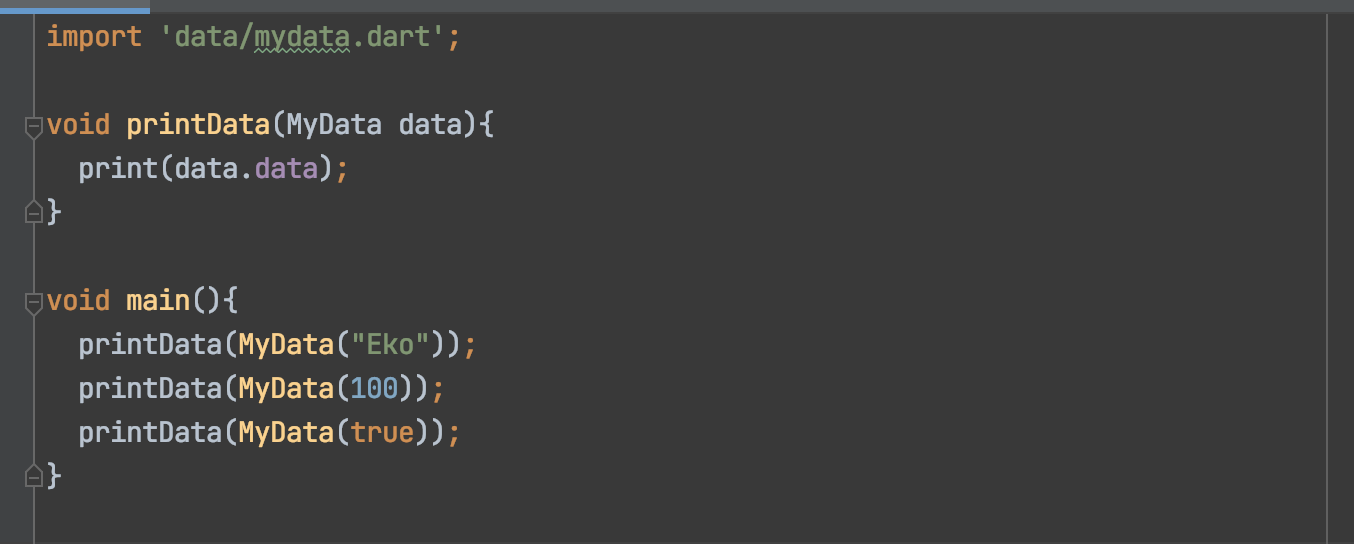 import 'data/mydata.dart';
void printData(MyData data){
  print(data.data);
}
void main(){
  printData(MyData("Eko"));
  printData(MyData(100));
  printData(MyData(true));
}